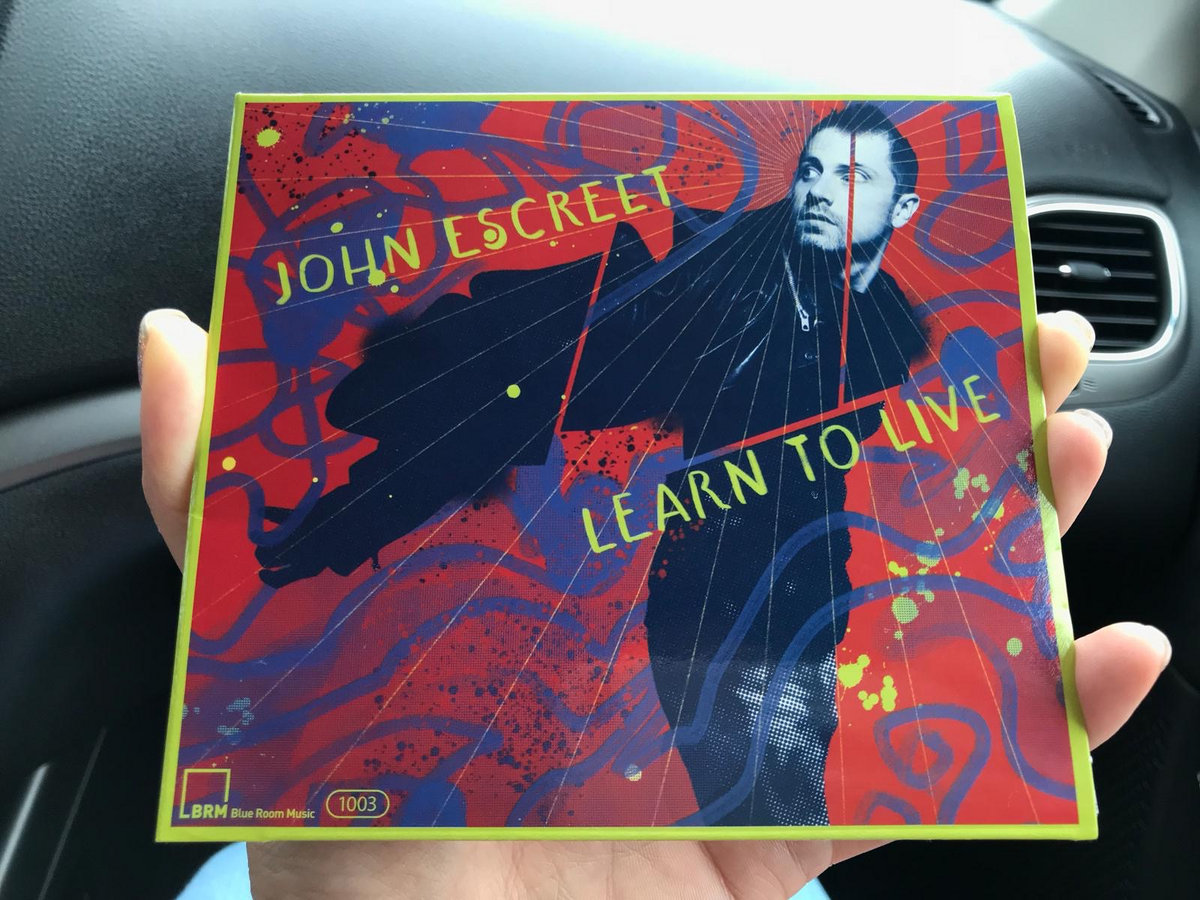 JOHN ESCREET
LEARN TO LIVE
LBRM Blue Room Music 1003